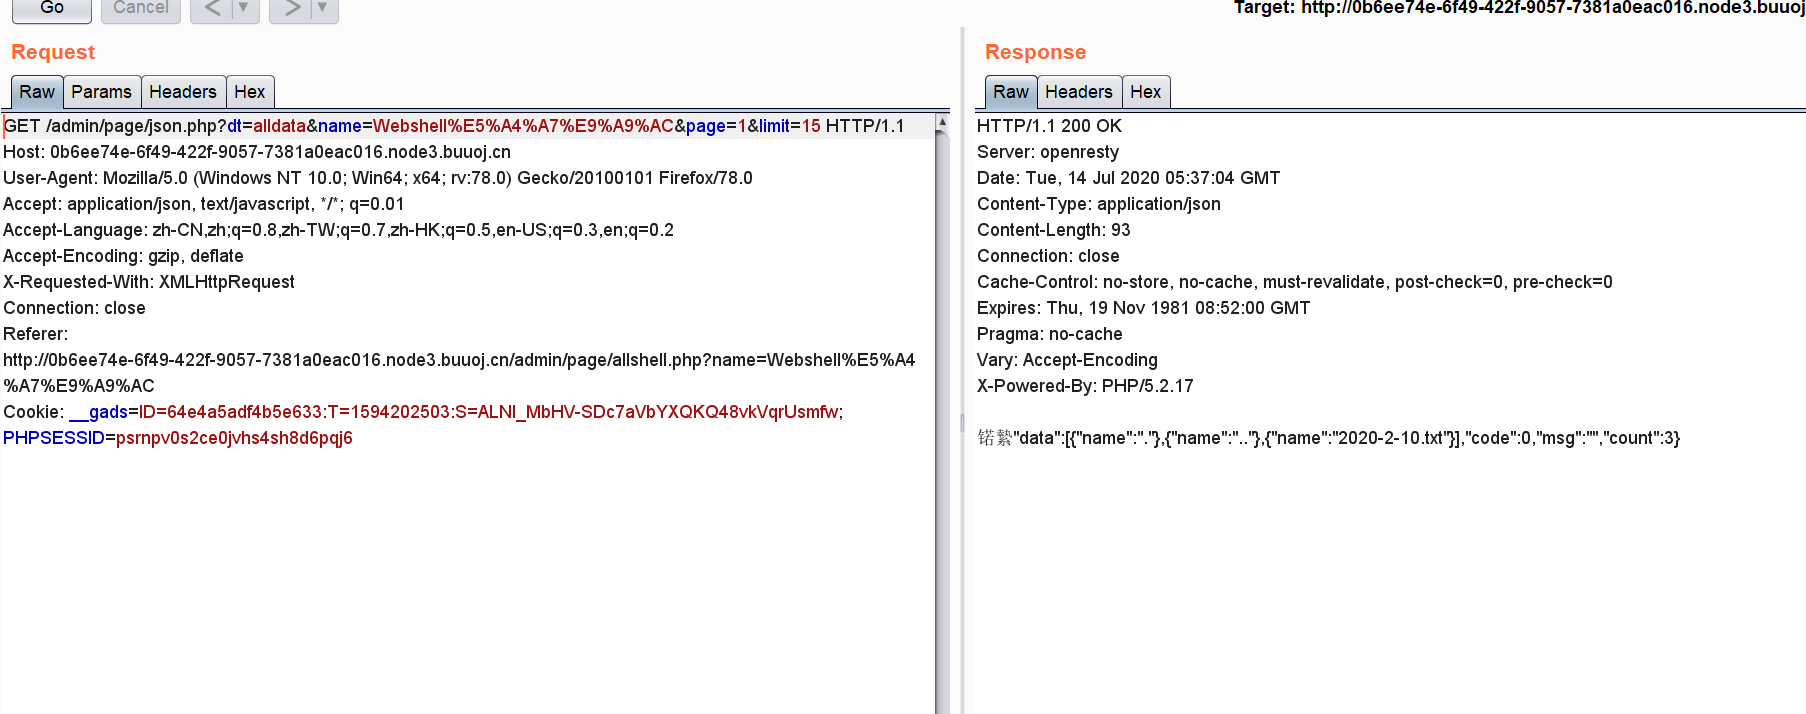 Go
Cancel
<
▼
>
▼
Target: http://0b6ee74e-6f49-422f-9057-7381a0eac016.node3.buuoj
Request
Raw
Params
Headers
Hex
GET /admin/page/json.php?dt=alldata&name=Webshell%E5%A4%A7%E9%A9%AC&page=1&limit=15 HTTP/1.1
Host: 0b6ee74e-6f49-422f-9057-7381a0eac016.node3.buuoj.cn
User-Agent: Mozilla/5.0 (Windows NT 10.0; Win64; x64; rv:78.0) Gecko/20100101 Firefox/78.0
Accept: application/json, text/javascript, */*; q=0.01
Accept-Language: zh-CN,zh;q=0.8,zh-TW;q=0.7,zh-HK;q=0.5,en-US;q=0.3,en;q=0.2
Accept-Encoding: gzip, deflate
X-Requested-With: XMLHttpRequest
Connection: close
Referer:
http://0b6ee74e-6f49-422f-9057-7381a0eac016.node3.buuoj.cn/admin/page/allshell.php?name=Webshell%E5%A4
%A7%E9%A9%AC
Cookie: __gads=ID=64e4a5adf4b5e633:T=1594202503:S=ALNI_MbHV-SDc7aVbYXQKQ48vkVqrUsmfw;
PHPSESSID=psrnpv0s2ce0jvhs4sh8d6pqj6
Response
Raw
Headers
Hex
HTTP/1.1 200 OK
Server: openresty
Date: Tue, 14 Jul 2020 05:37:04 GMT
Content-Type: application/json
Content-Length: 93
Connection: close
Cache-Control: no-store, no-cache, must-revalidate, post-check=0, pre-check=0
Expires: Thu, 19 Nov 1981 08:52:00 GMT
Pragma: no-cache
Vary: Accept-Encoding
X-Powered-By: PHP/5.2.17
"data":[{"name":"."},{"name":".."},{"name":"2020-2-10.txt"}],"code":0,"msg":"","count":3}